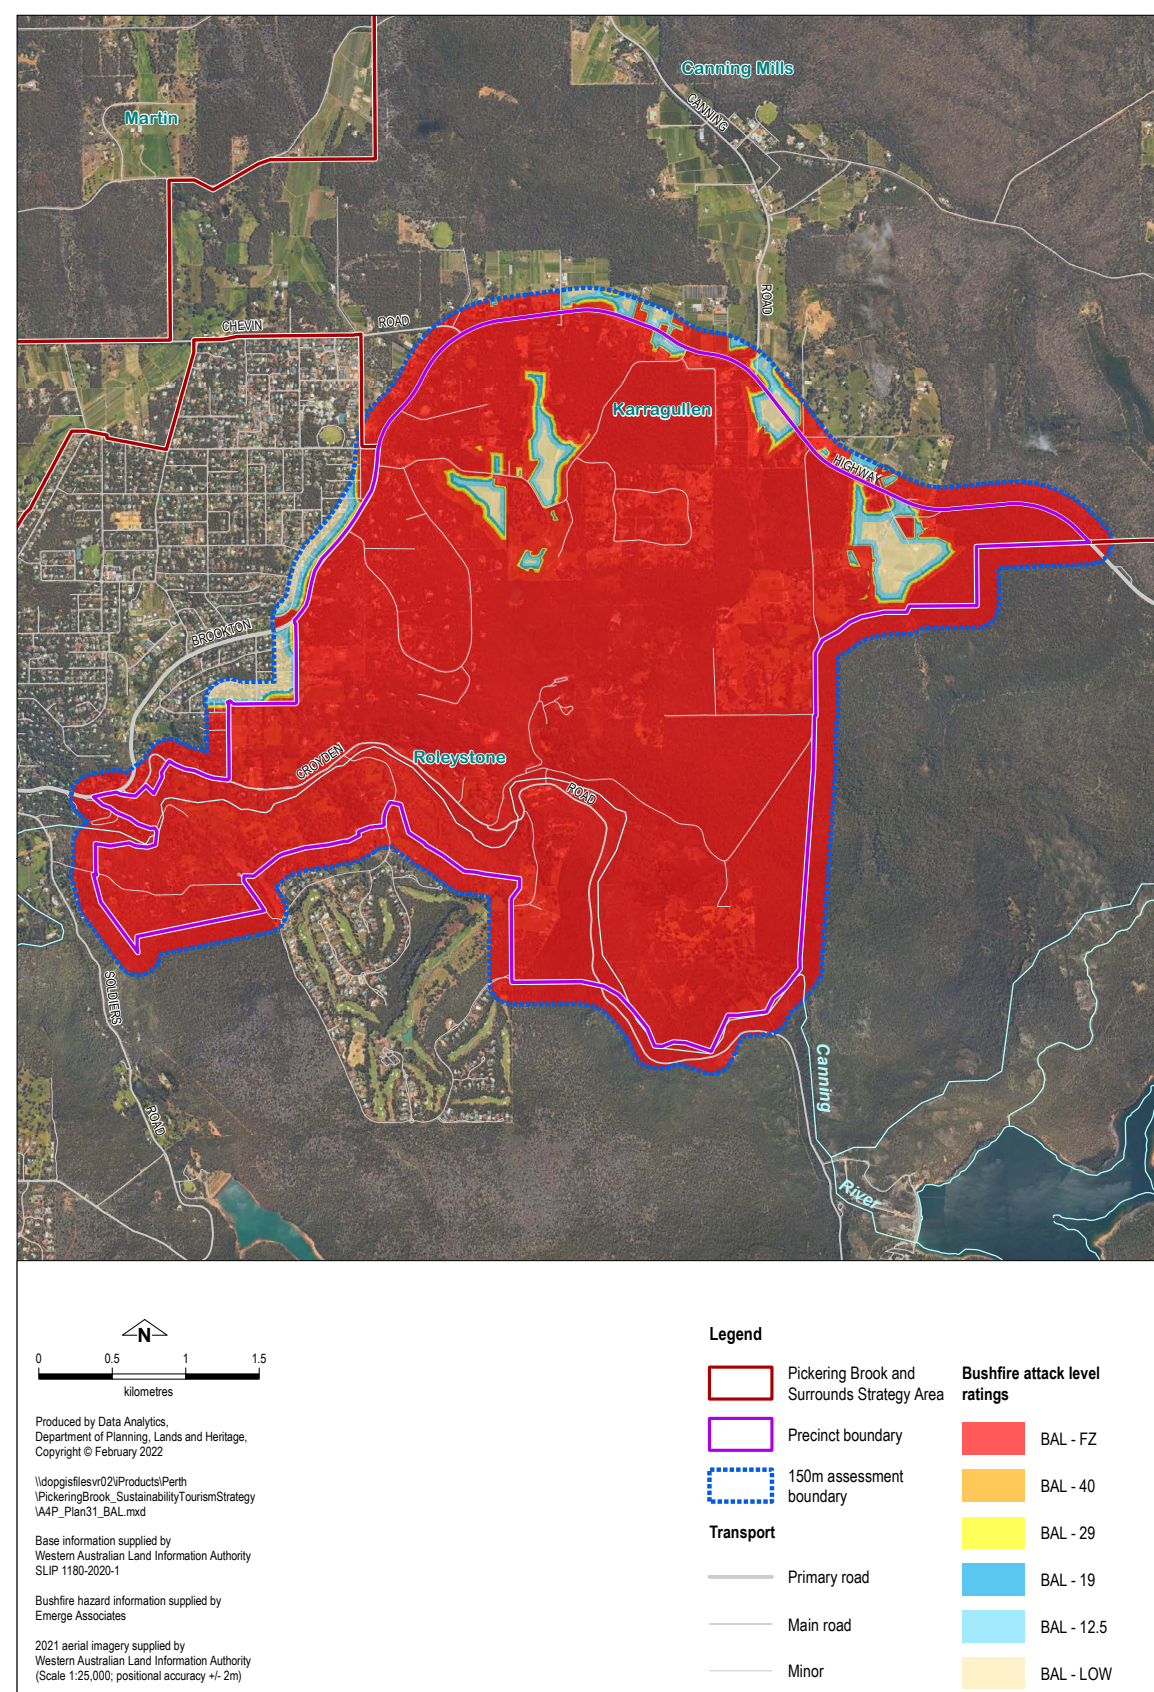 Canning Mills
Martin
CANNING
ROAD
CHEVIN
ROAD
Karragullen
HIGHWAY
BROOKTON
Roleystone
CROYDEN
ROAD
SOLDIERS
ROAD
Canning
River
N
0 0.5 1 1.5
kilometres
Produced by Data Analytics,
Department of Planning, Lands and Heritage,
Copyright © February 2022
\\dopgisfilesvr02\iProducts\Perth
\PickeringBrook_SustainabilityTourismStrategy
\A4P_Plan31_BAL.mxd
Base information supplied by
Western Australian Land Information Authority
SLIP 1180-2020-1
Bushfire hazard information supplied by
Emerge Associates
2021 aerial imagery supplied by
Western Australian Land Information Authority
(Scale 1:25,000; positional accuracy +/- 2m)
Legend
Pickering Brook and
Surrounds Strategy Area
Precinct boundary
150m assessment
boundary
Transport
Primary road
Main road
Minor
Bushfire attack level
ratings
BAL - FZ
BAL - 40
BAL - 29
BAL - 19
BAL - 12.5
BAL - LOW